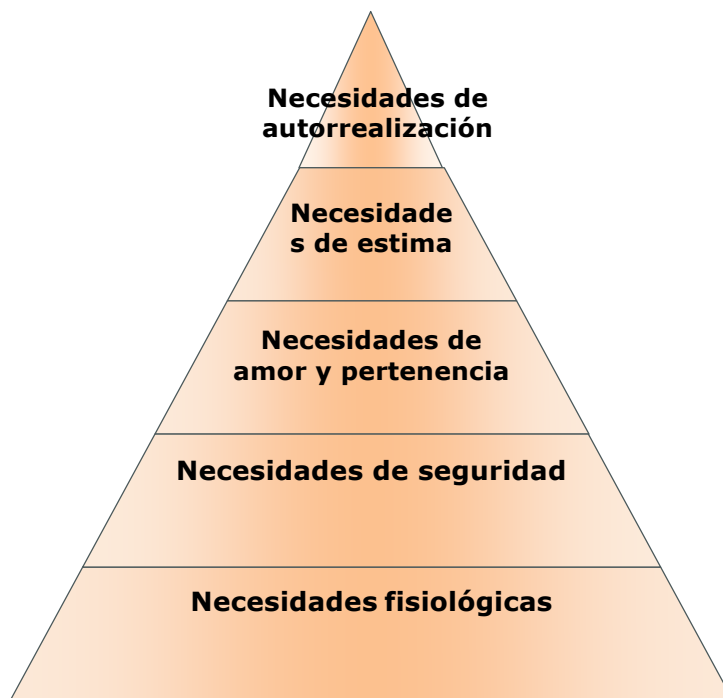 Necesidades de
autorrealización
Necesidade
s de estima
Necesidades de
amor y pertenencia
Necesidades de seguridad
Necesidades fisiológicas